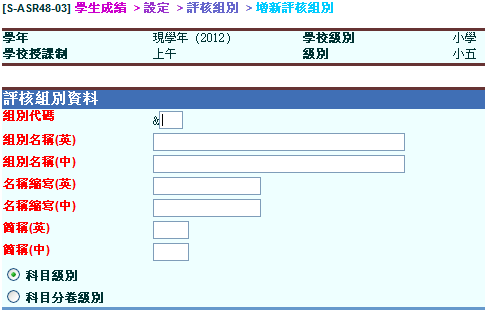 [S-ASR48-03] 學生成績 > 設定 > 評核組別 > 增新評核組別
學年 現學年 (2012) 學校級別 小學
學校授課制 上午 級別 小五
評核組別資料
組別代碼 &
組別名稱(英)
組別名稱(中)
名稱縮寫(英)
名稱縮寫(中)
簡稱(英)
簡稱(中)
科目級別
科目分卷級別